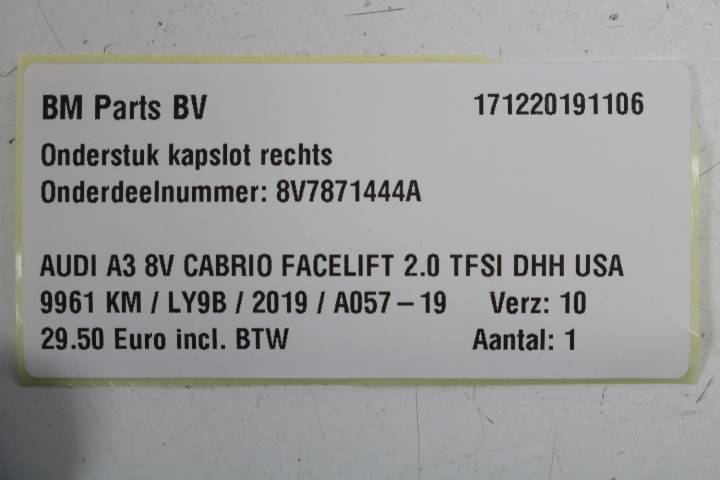 BM Parts BV 171220191106
Onderstuk kapslot rechts
Onderdeelnummer: 8V7871444A
AUDI A3 8V CABRIO FACELIFT 2.0 TFSI DHH USA
9961 KM / LY9B / 2019 / A057 – 19 Verz: 10
29.50 Euro incl. BTW Aantal: 1